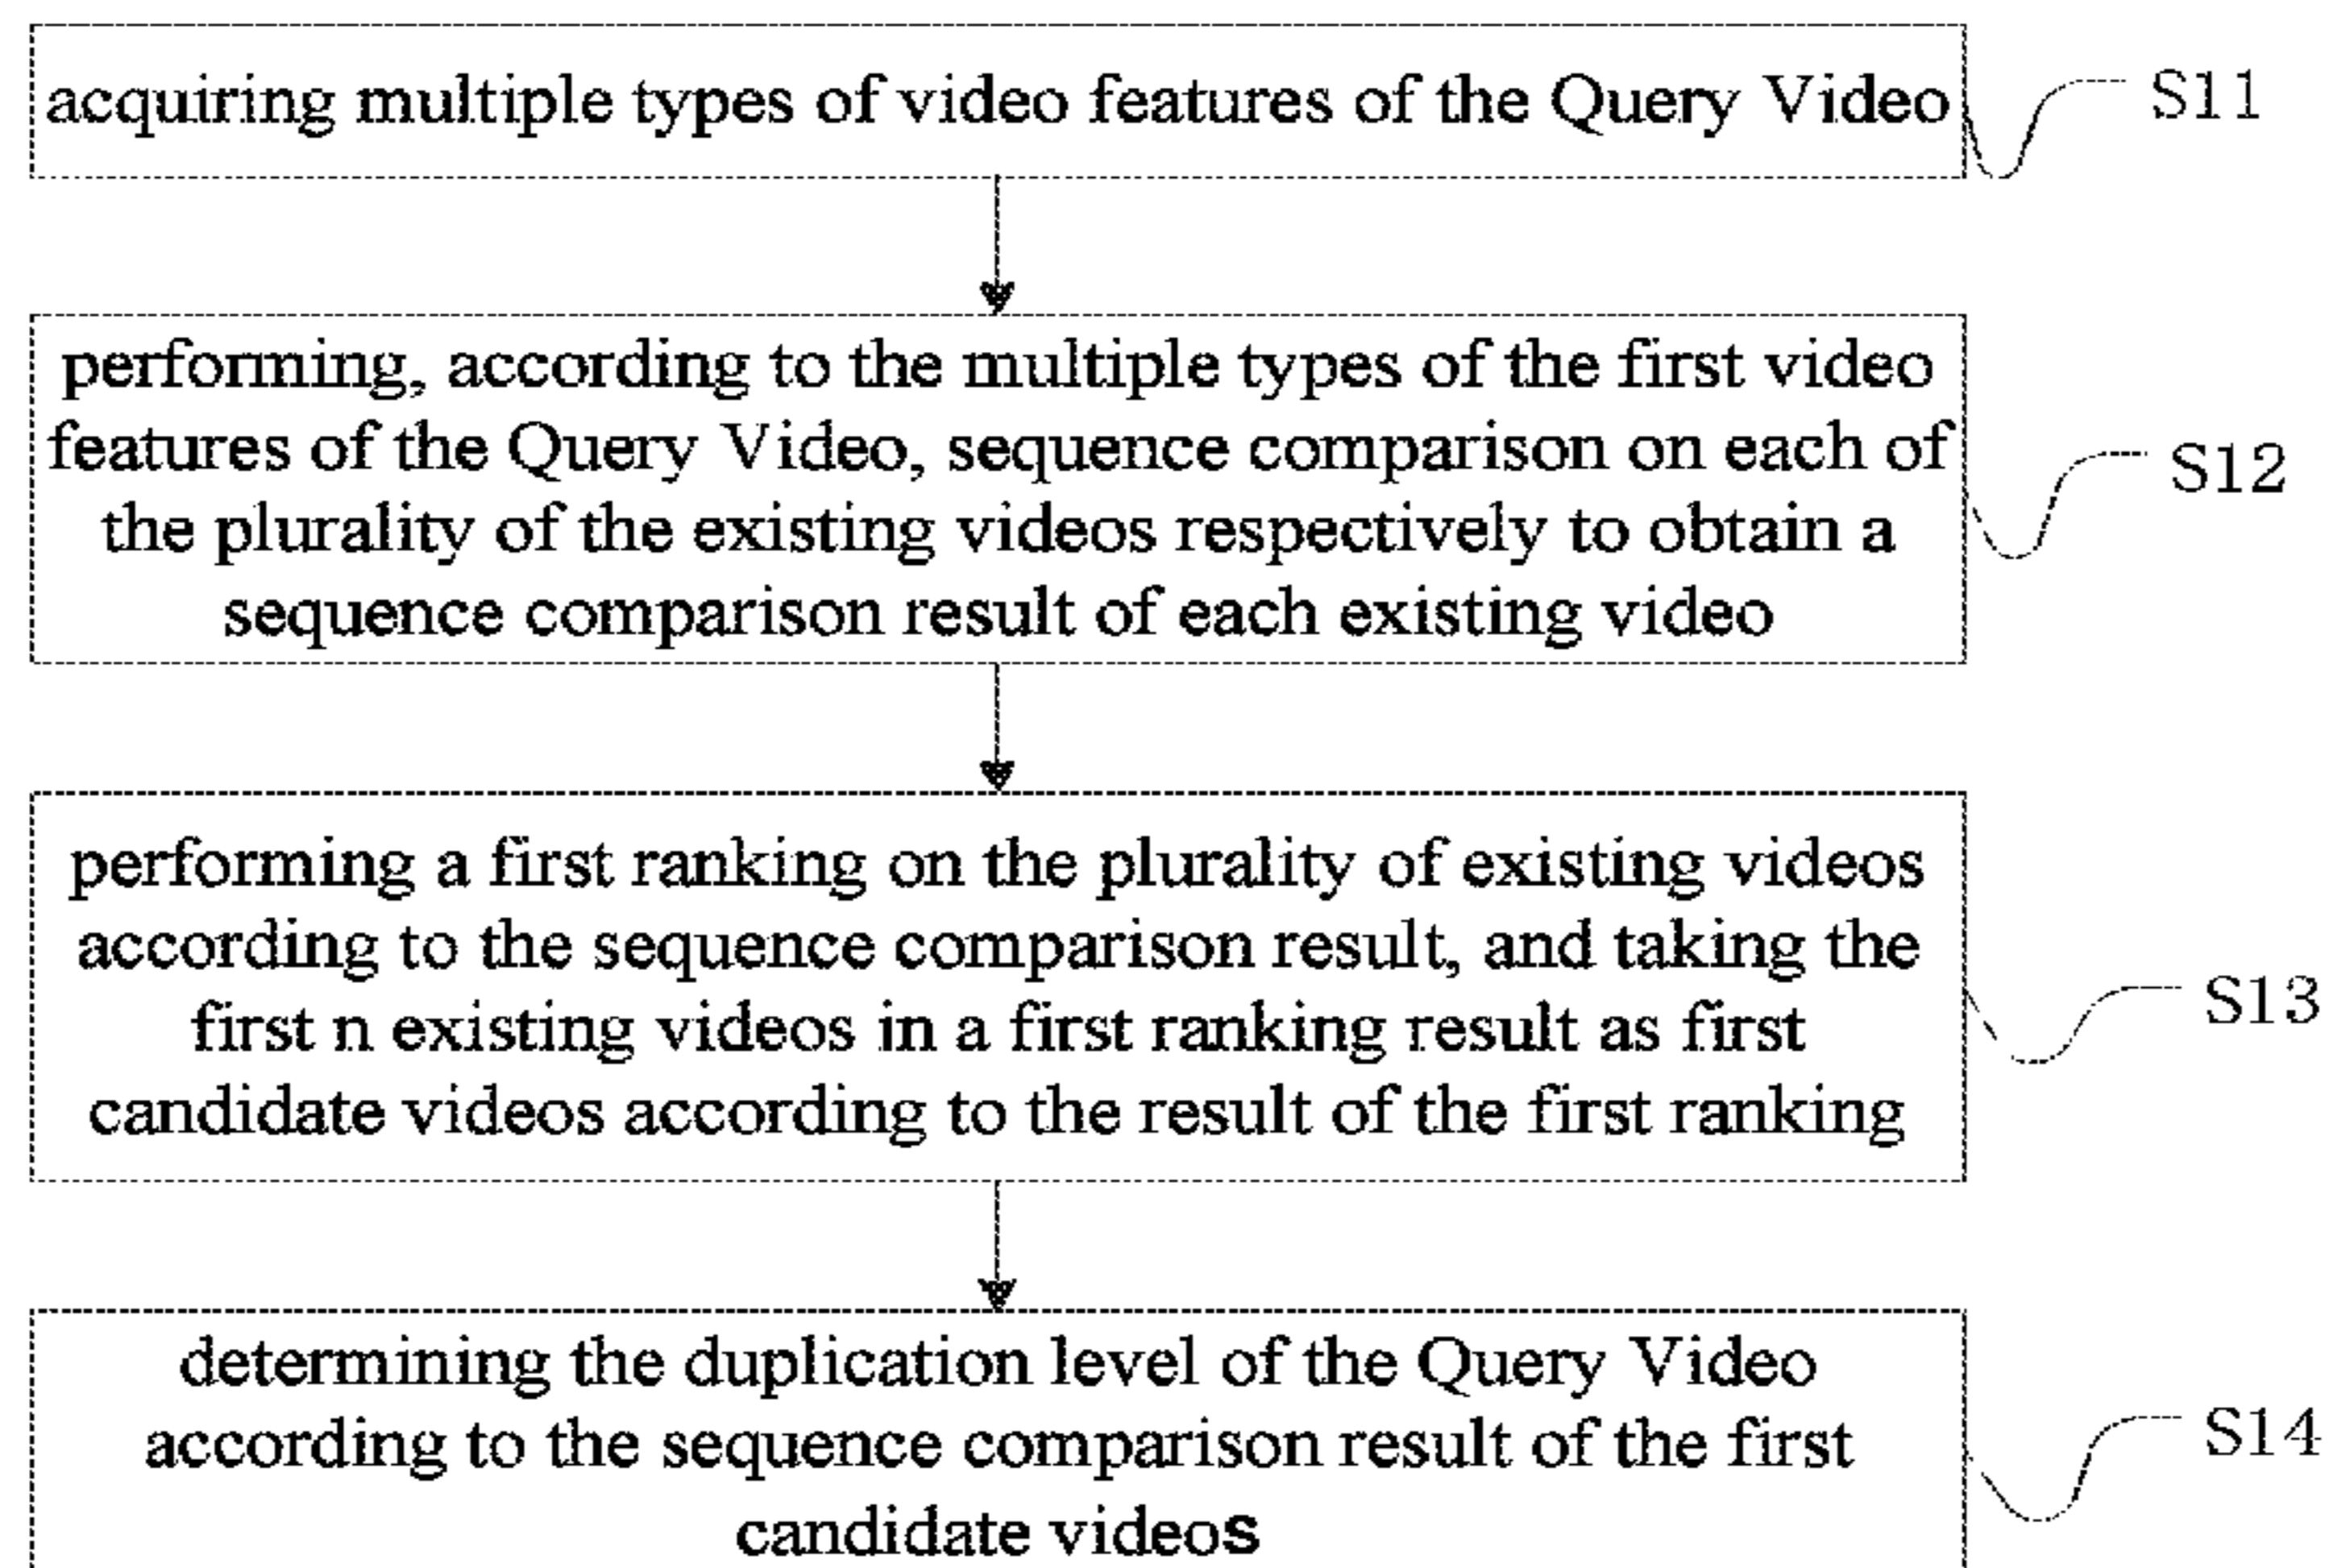 acquiring multiple types of video features of the Query Video
S11
performing, according to the multiple types of the first video
features of the Query Video, sequence comparison on each of
the plurality of the existing videos respectively to obtain a
sequence comparison result of each existing video
S12
performing a first ranking on the plurality of existing videos
according to the sequence comparison result, and taking the
first n existing videos in a first ranking result as first
candidate videos according to the result of the first ranking
S13
determining the duplication level of the Query Video
according to the sequence comparison result of the first
candidate videos
S14